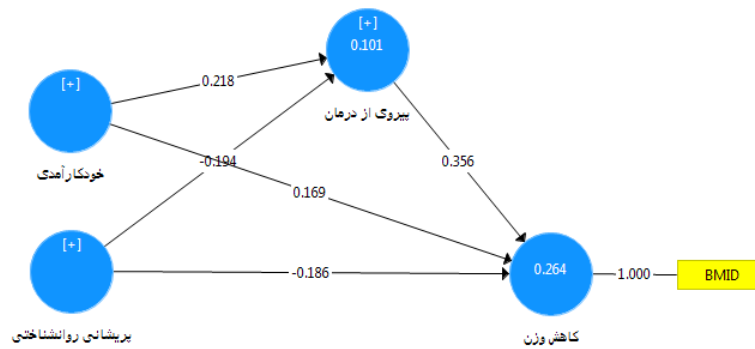 [+]
0.101
پیروی از درمان
[+]
خودکارآمدی
0.218
-0.194
0.356
0.169
[+]
پریشانی روانشناختی
-0.186
0.264
کاهش وزن
1.000
BMID